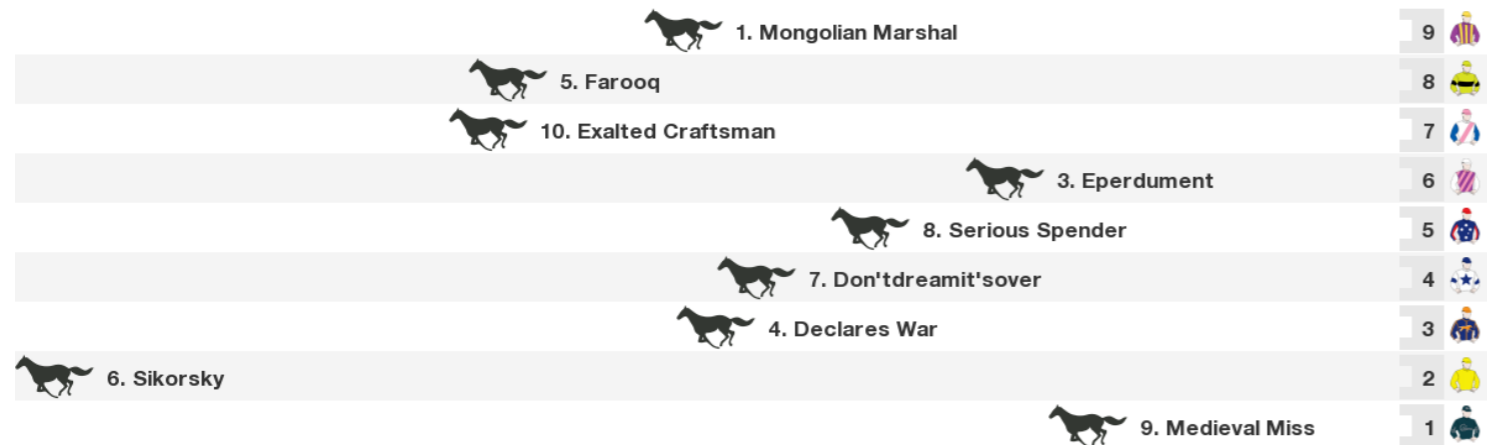 1. Mongolian Marshal 9
5. Farooq 8
10. Exalted Craftsman 7
3. Eperdument 6
8. Serious Spender 5
7. Don'tdreamit'sover 4
4. Declares War 3
6. Sikorsky 2
9. Medieval Miss 1